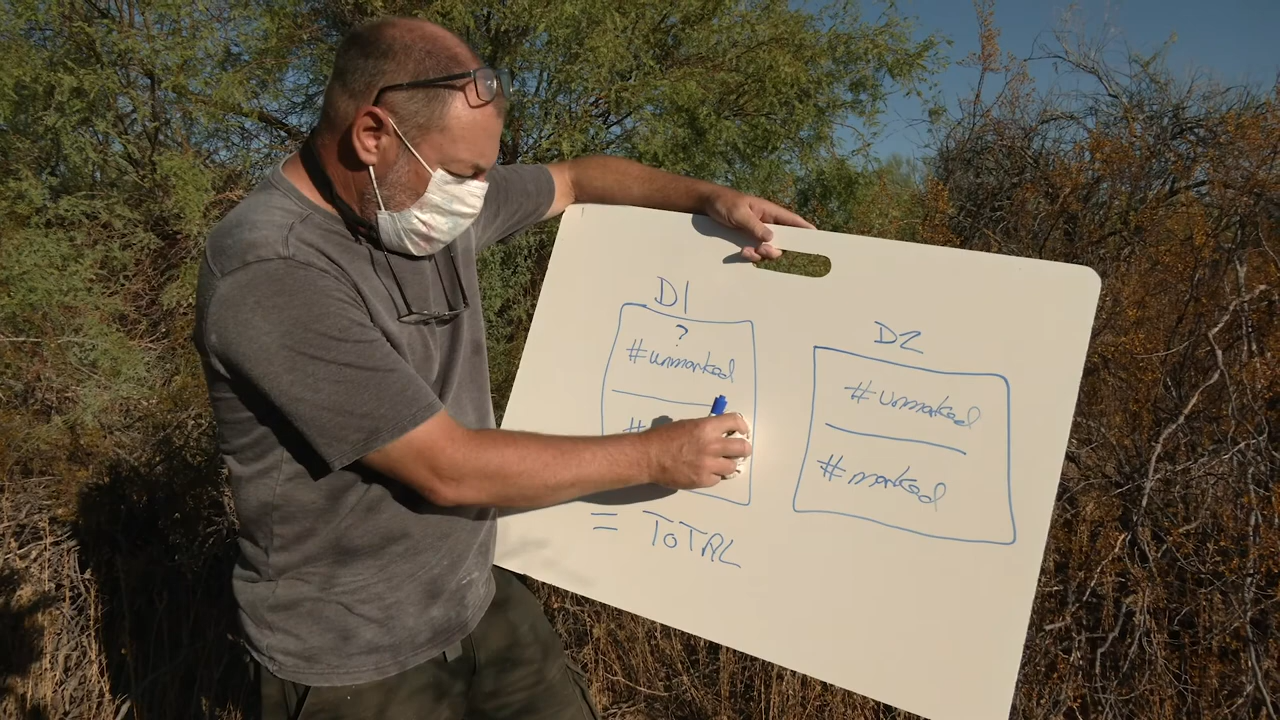 D1
?
#unmarked
#
= TOTAL
D2
#unmarked
#marked